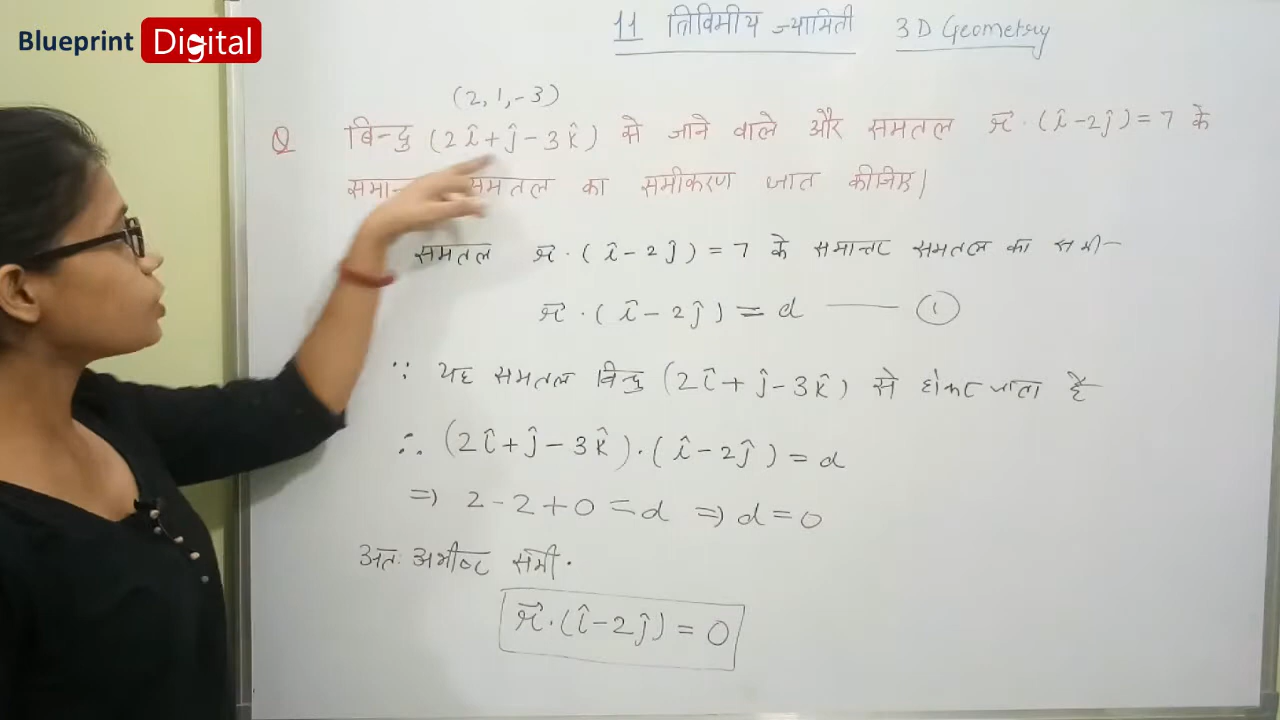 Blueprint Digital
11 त्रिविमीय ज्यामिती 3D Geometry
(2, 1, -3)
Q बिन्दु (2î + ĵ - 3k̂) से जाने वाले और समतल r⃗ · (î - 2ĵ) = 7 के
समतल का समीकरण ज्ञात कीजिए।
समतल r⃗ · (î - 2ĵ) = 7 के समान्तर समतल का समी-
r⃗ · (î - 2ĵ) = d —— ①
∵ यह समतल बिन्दु (2î + ĵ - 3k̂) से होकर जाता है
∴ (2î + ĵ - 3k̂) · (î - 2ĵ) = d
⇒ 2 - 2 + 0 = d ⇒ d = 0
अतः अभीष्ट समी.
r⃗ · (î - 2ĵ) = 0